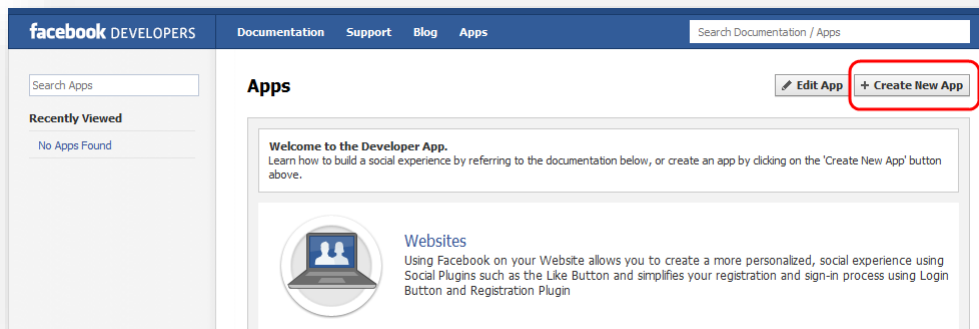 facebook DEVELOPERS
Documentation Support Blog Apps
Search Documentation / Apps
Search Apps
Recently Viewed
No Apps Found
Apps
Edit App
+ Create New App
Welcome to the Developer App.
Learn how to build a social experience by referring to the documentation below, or create an app by clicking on the 'Create New App' button
above.
Websites
Using Facebook on your Website allows you to create a more personalized, social experience using
Social Plugins such as the Like Button and simplifies your registration and sign-in process using Login
Button and Registration Plugin